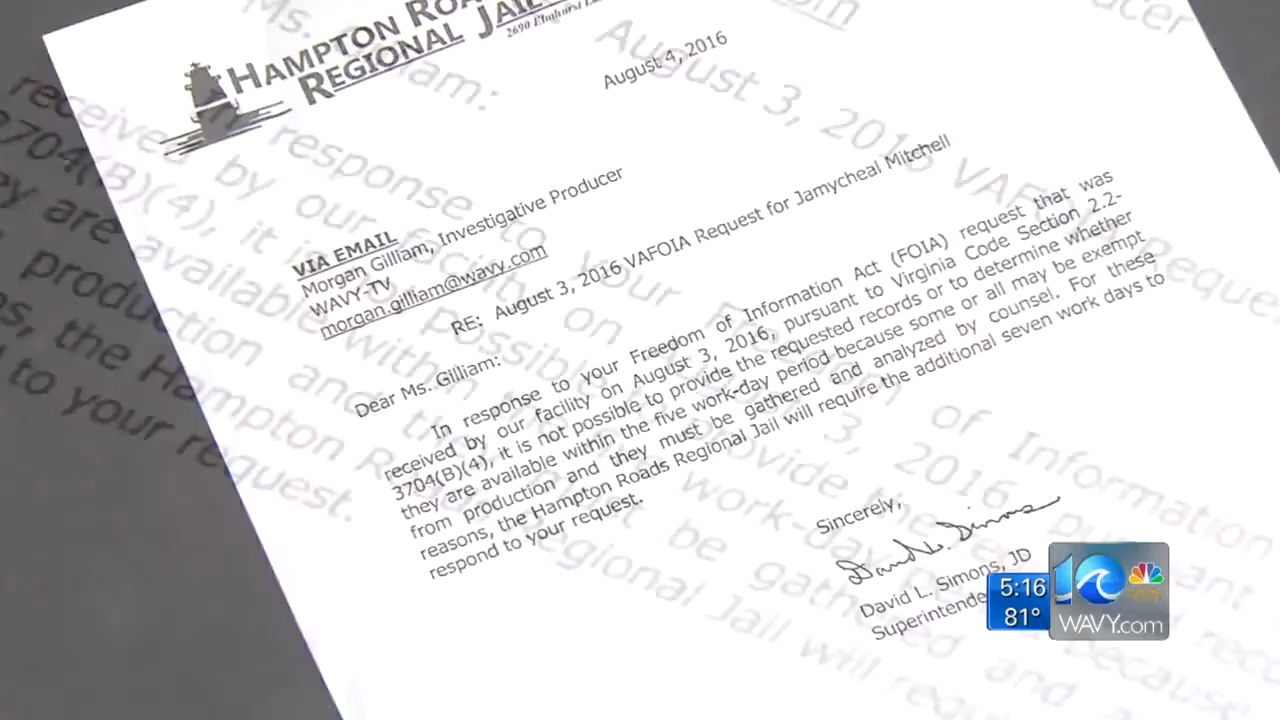 HAMPTON ROADS
REGIONAL JAIL
August 4, 2016
VIA EMAIL
Morgan Gilliam, Investigative Producer
WAVY-TV
morgan.gilliam@wavy.com
RE: August 3, 2016 VAFOIA Request for Jamycheal Mitchell
Dear Ms. Gilliam:
In response to your Freedom of Information Act (FOIA) request that was
received by our facility on August 3, 2016, pursuant to Virginia Code Section 2.2-
3704(B)(4), it is not possible to provide the requested records or to determine whether
they are available within the five work-day period because some or all may be exempt
from production and they must be gathered and analyzed by counsel. For these
reasons, the Hampton Roads Regional Jail will require the additional seven work days to
respond to your request.
Sincerely,
David L. Simons
David L. Simons, JD
Superintende
5:16
81°
10
WAVY.com